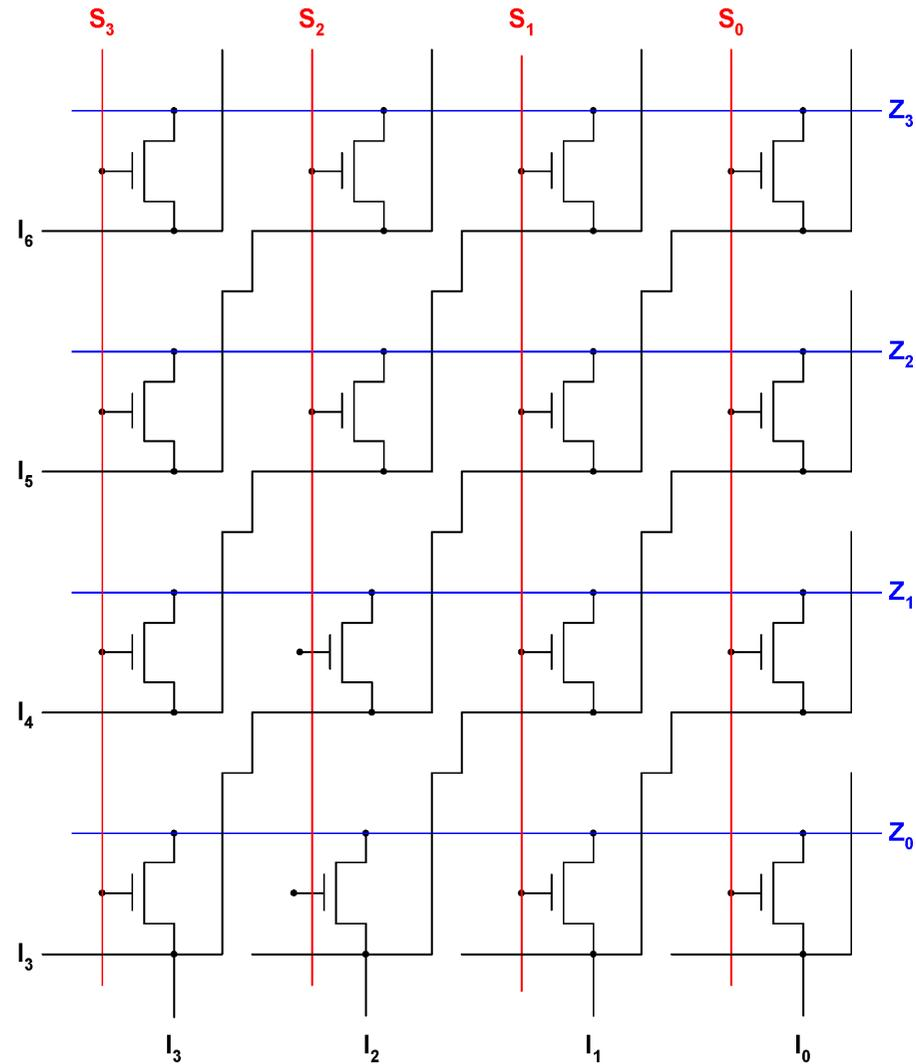 S₃ S₂ S₁ S₀
Z₃
I₆
Z₂
I₅
Z₁
I₄
Z₀
I₃
I₃ I₂ I₁ I₀